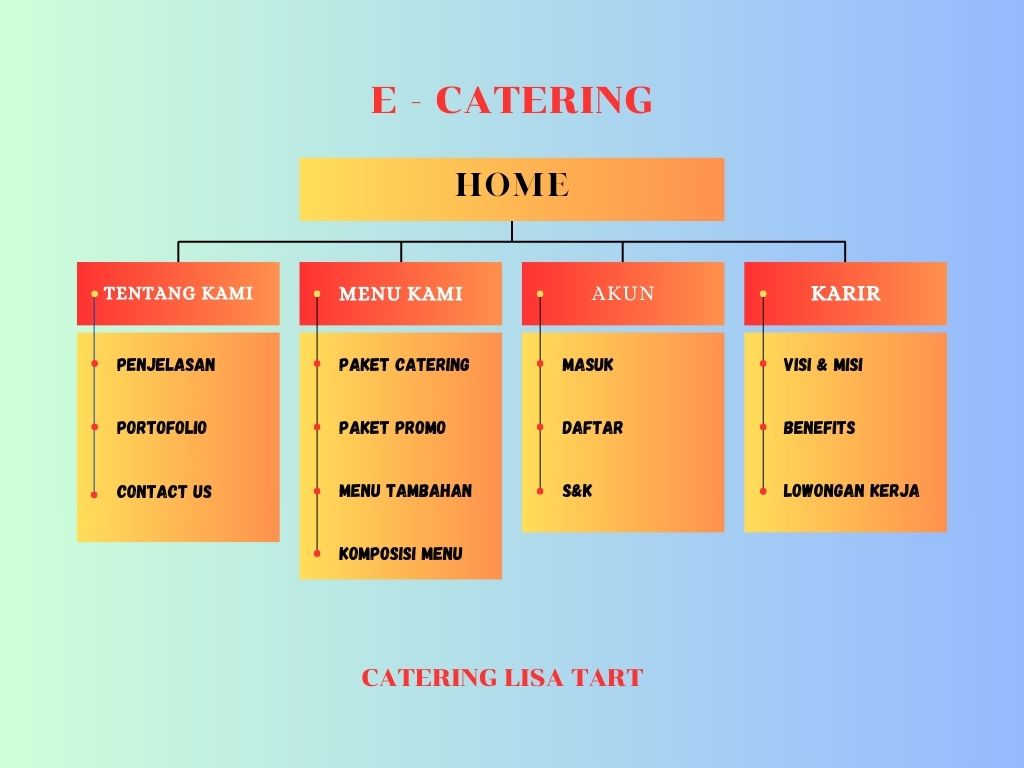 E - CATERING
HOME
TENTANG KAMI
PENJELASAN
PORTOFOLIO
CONTACT US
MENU KAMI
PAKET CATERING
PAKET PROMO
MENU TAMBAHAN
KOMPOSISI MENU
AKUN
MASUK
DAFTAR
S&K
KARIR
VISI & MISI
BENEFITS
LOWONGAN KERJA
CATERING LISA TART